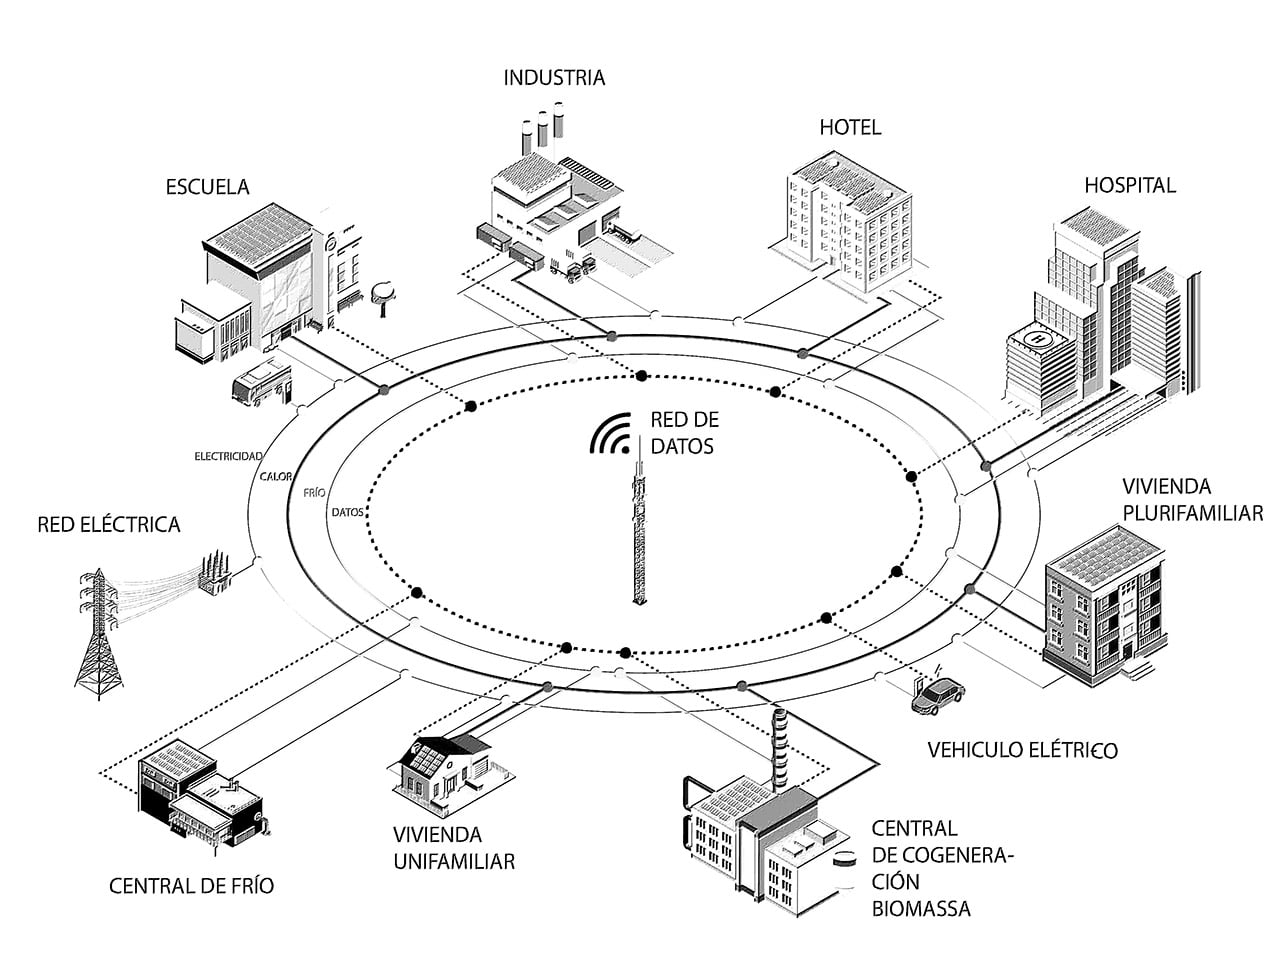 INDUSTRIA
HOTEL
ESCUELA
HOSPITAL
RED DE
DATOS
ELECTRICIDAD
CALOR
FRÍO
DATOS
RED ELÉCTRICA
VIVIENDA
PLURIFAMILIAR
H
VEHICULO ELÉTRICO
VIVIENDA
UNIFAMILIAR
CENTRAL
DE COGENERA-
CIÓN
BIOMASSA
CENTRAL DE FRÍO